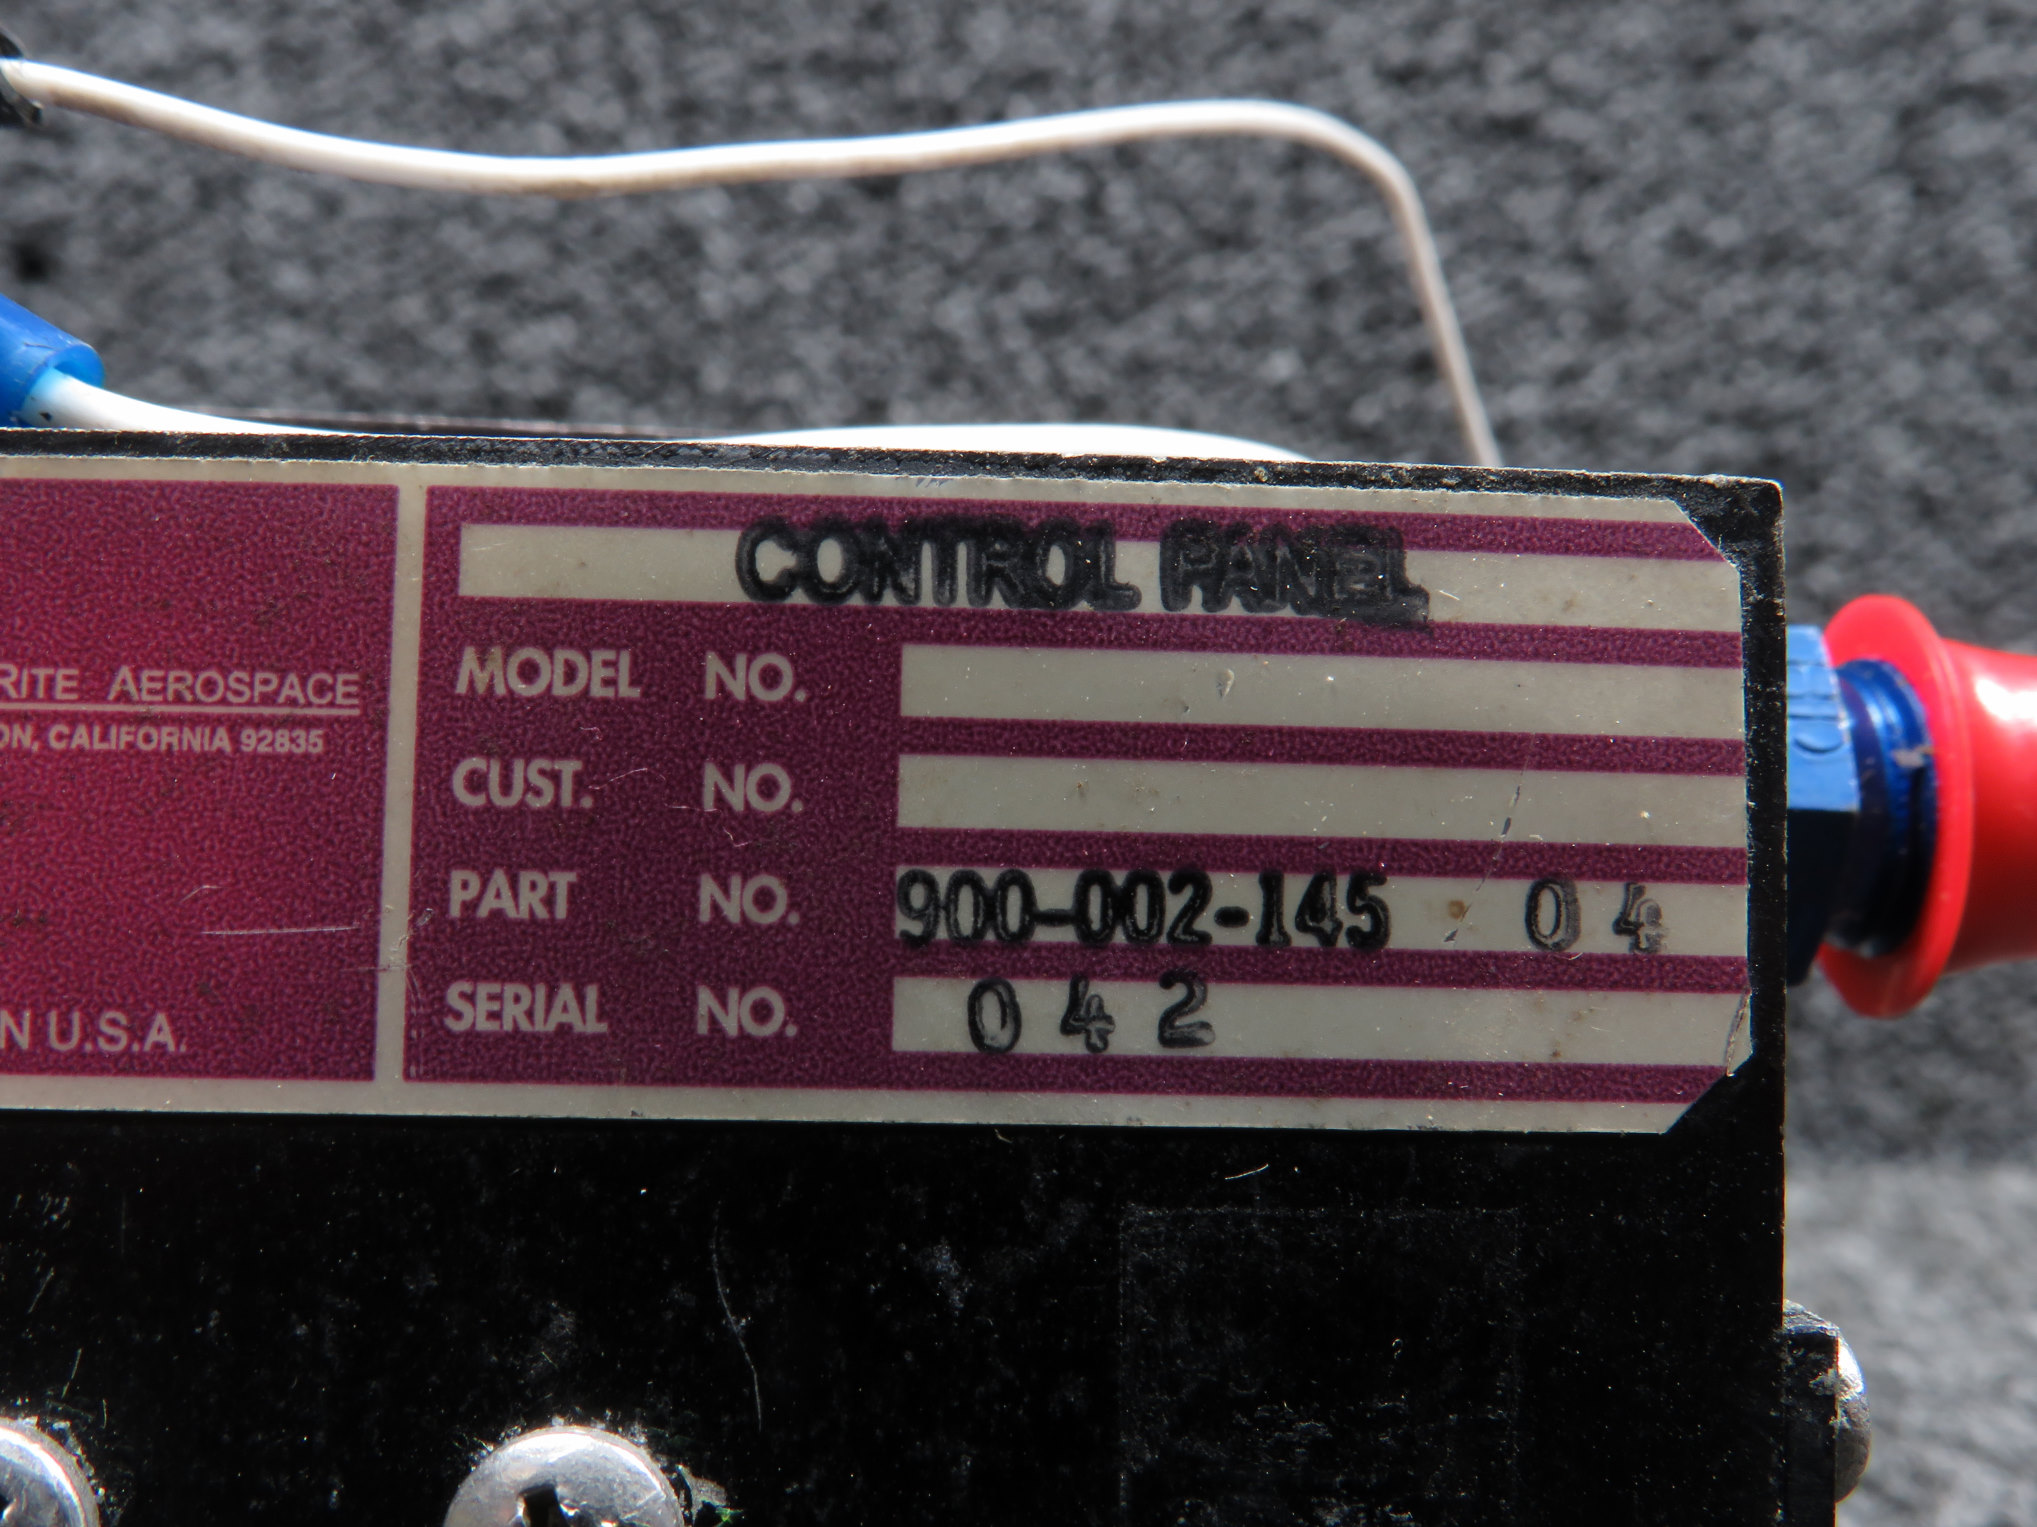 CONTROL PANEL
MODEL NO.
CUST. NO.
PART NO. 900-002-145 04
SERIAL NO. 042
RITE AEROSPACE
ON, CALIFORNIA 92835
N U.S.A.